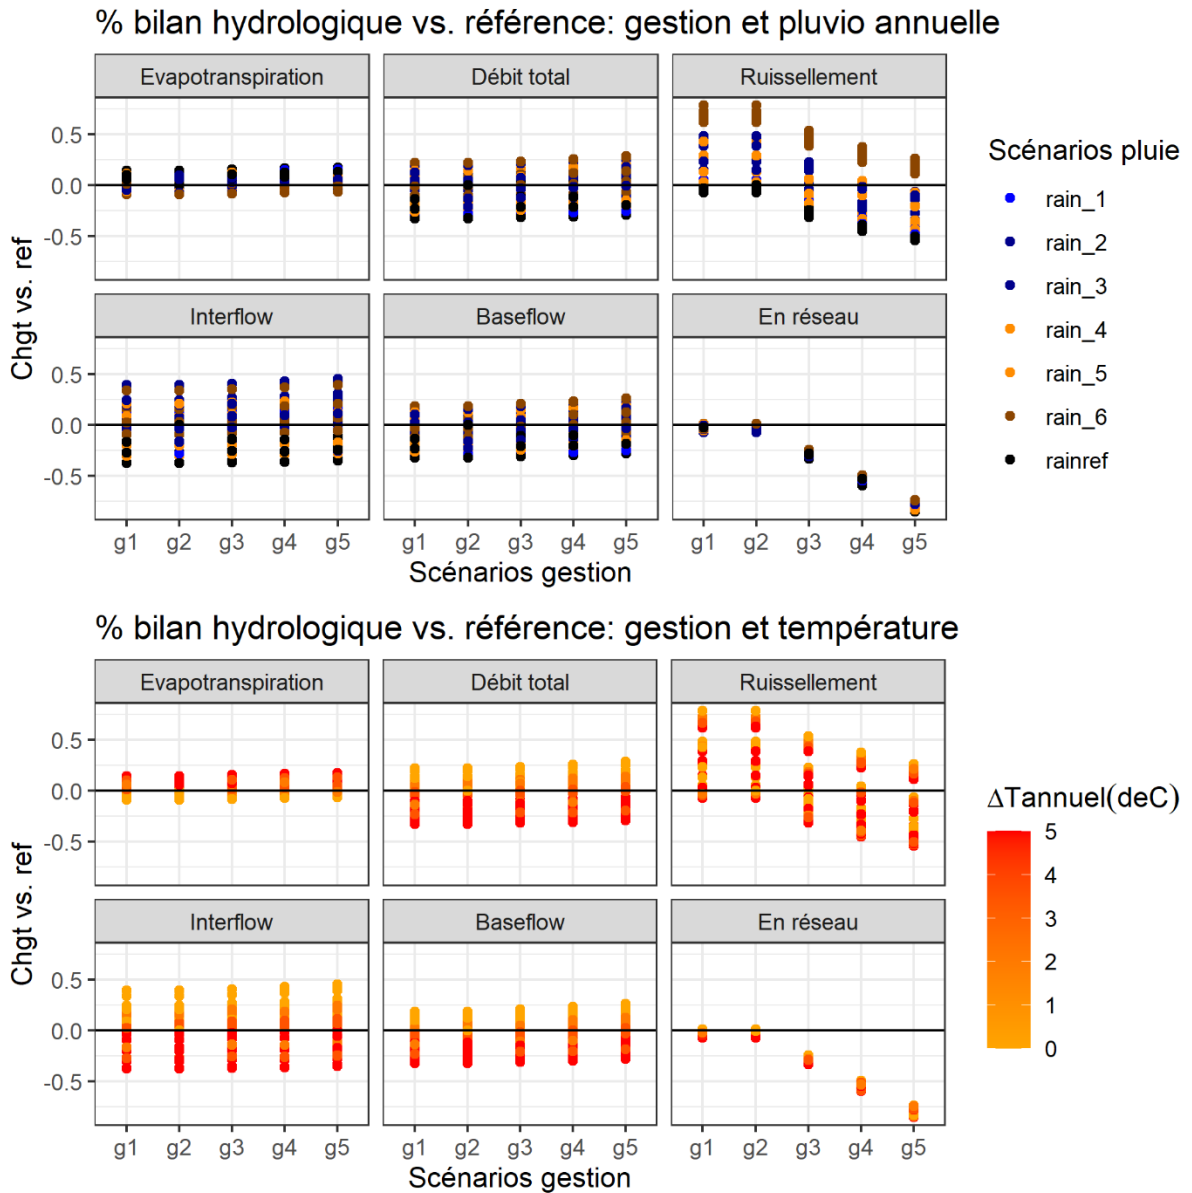 % bilan hydrologique vs. référence: gestion et pluvio annuelle
Evapotranspiration
Débit total
Ruissellement
0.5
0.0
-0.5
Interflow
Baseflow
En réseau
0.5
0.0
-0.5
Chgt vs. ref
g1 g2 g3 g4 g5
g1 g2 g3 g4 g5
g1 g2 g3 g4 g5
Scénarios gestion
Scénarios pluie
rain_1
rain_2
rain_3
rain_4
rain_5
rain_6
rainref
% bilan hydrologique vs. référence: gestion et température
Evapotranspiration
Débit total
Ruissellement
0.5
0.0
-0.5
Interflow
Baseflow
En réseau
0.5
0.0
-0.5
Chgt vs. ref
g1 g2 g3 g4 g5
g1 g2 g3 g4 g5
g1 g2 g3 g4 g5
Scénarios gestion
ΔTannuel(deC)
5
4
3
2
1
0